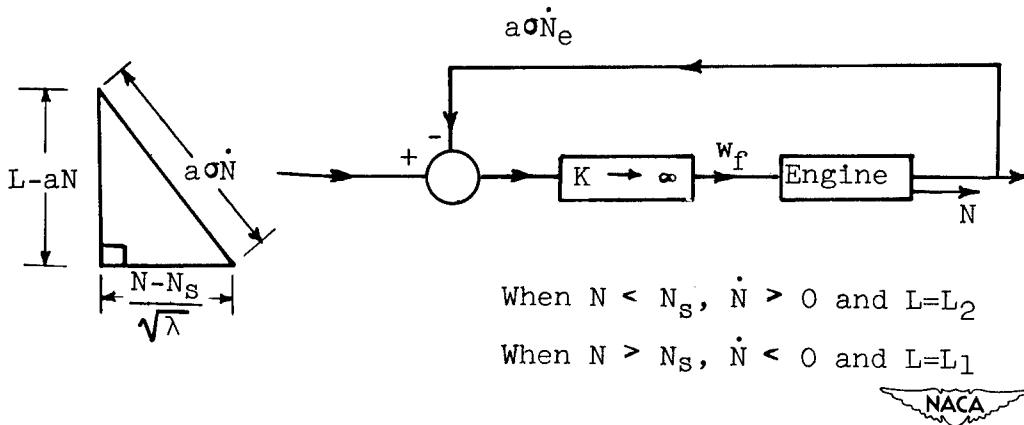 aσṄe
-
+
L-aN
aσṄ
N-Ns
√λ
K → ∞
wf
Engine
N
When N < Ns, Ṅ > 0 and L=L2
When N > Ns, Ṅ < 0 and L=L1
NACA